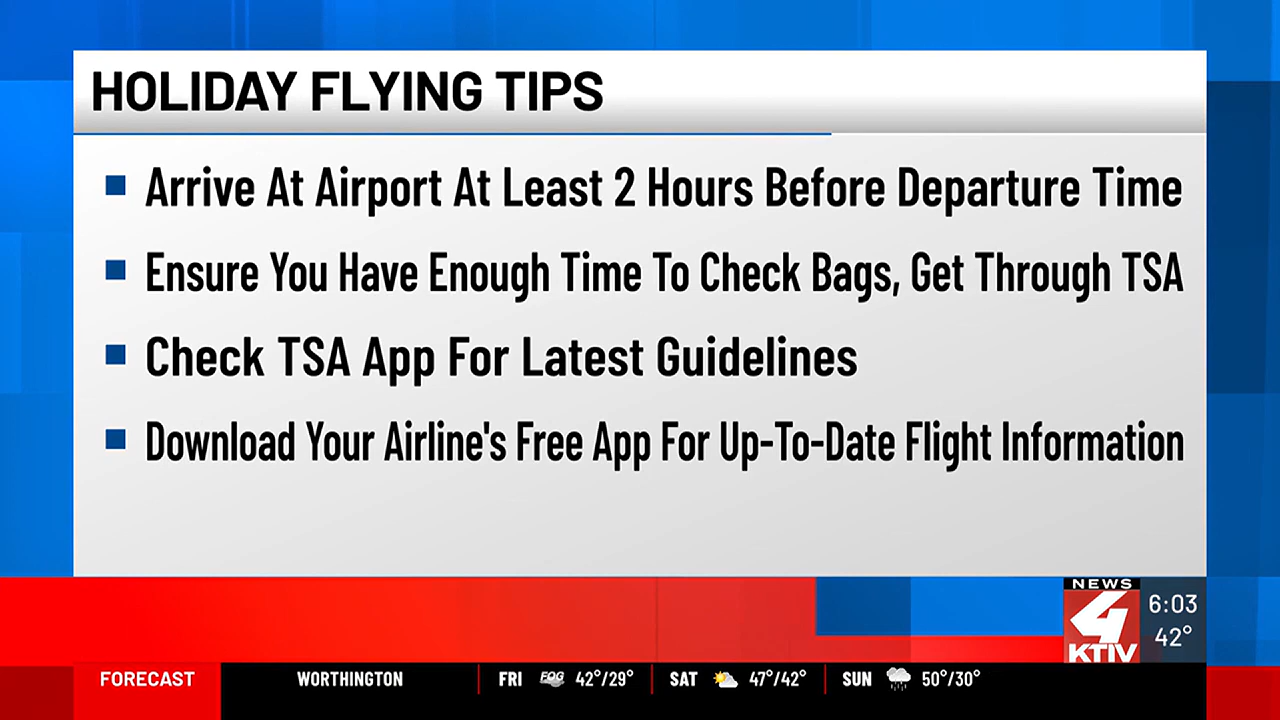 HOLIDAY FLYING TIPS
Arrive At Airport At Least 2 Hours Before Departure Time
Ensure You Have Enough Time To Check Bags, Get Through TSA
Check TSA App For Latest Guidelines
Download Your Airline's Free App For Up-To-Date Flight Information
NEWS
4
KTIV
6:03
42°
FORECAST WORTHINGTON FRI FOG 42°/29° SAT 47°/42° SUN 50°/30°